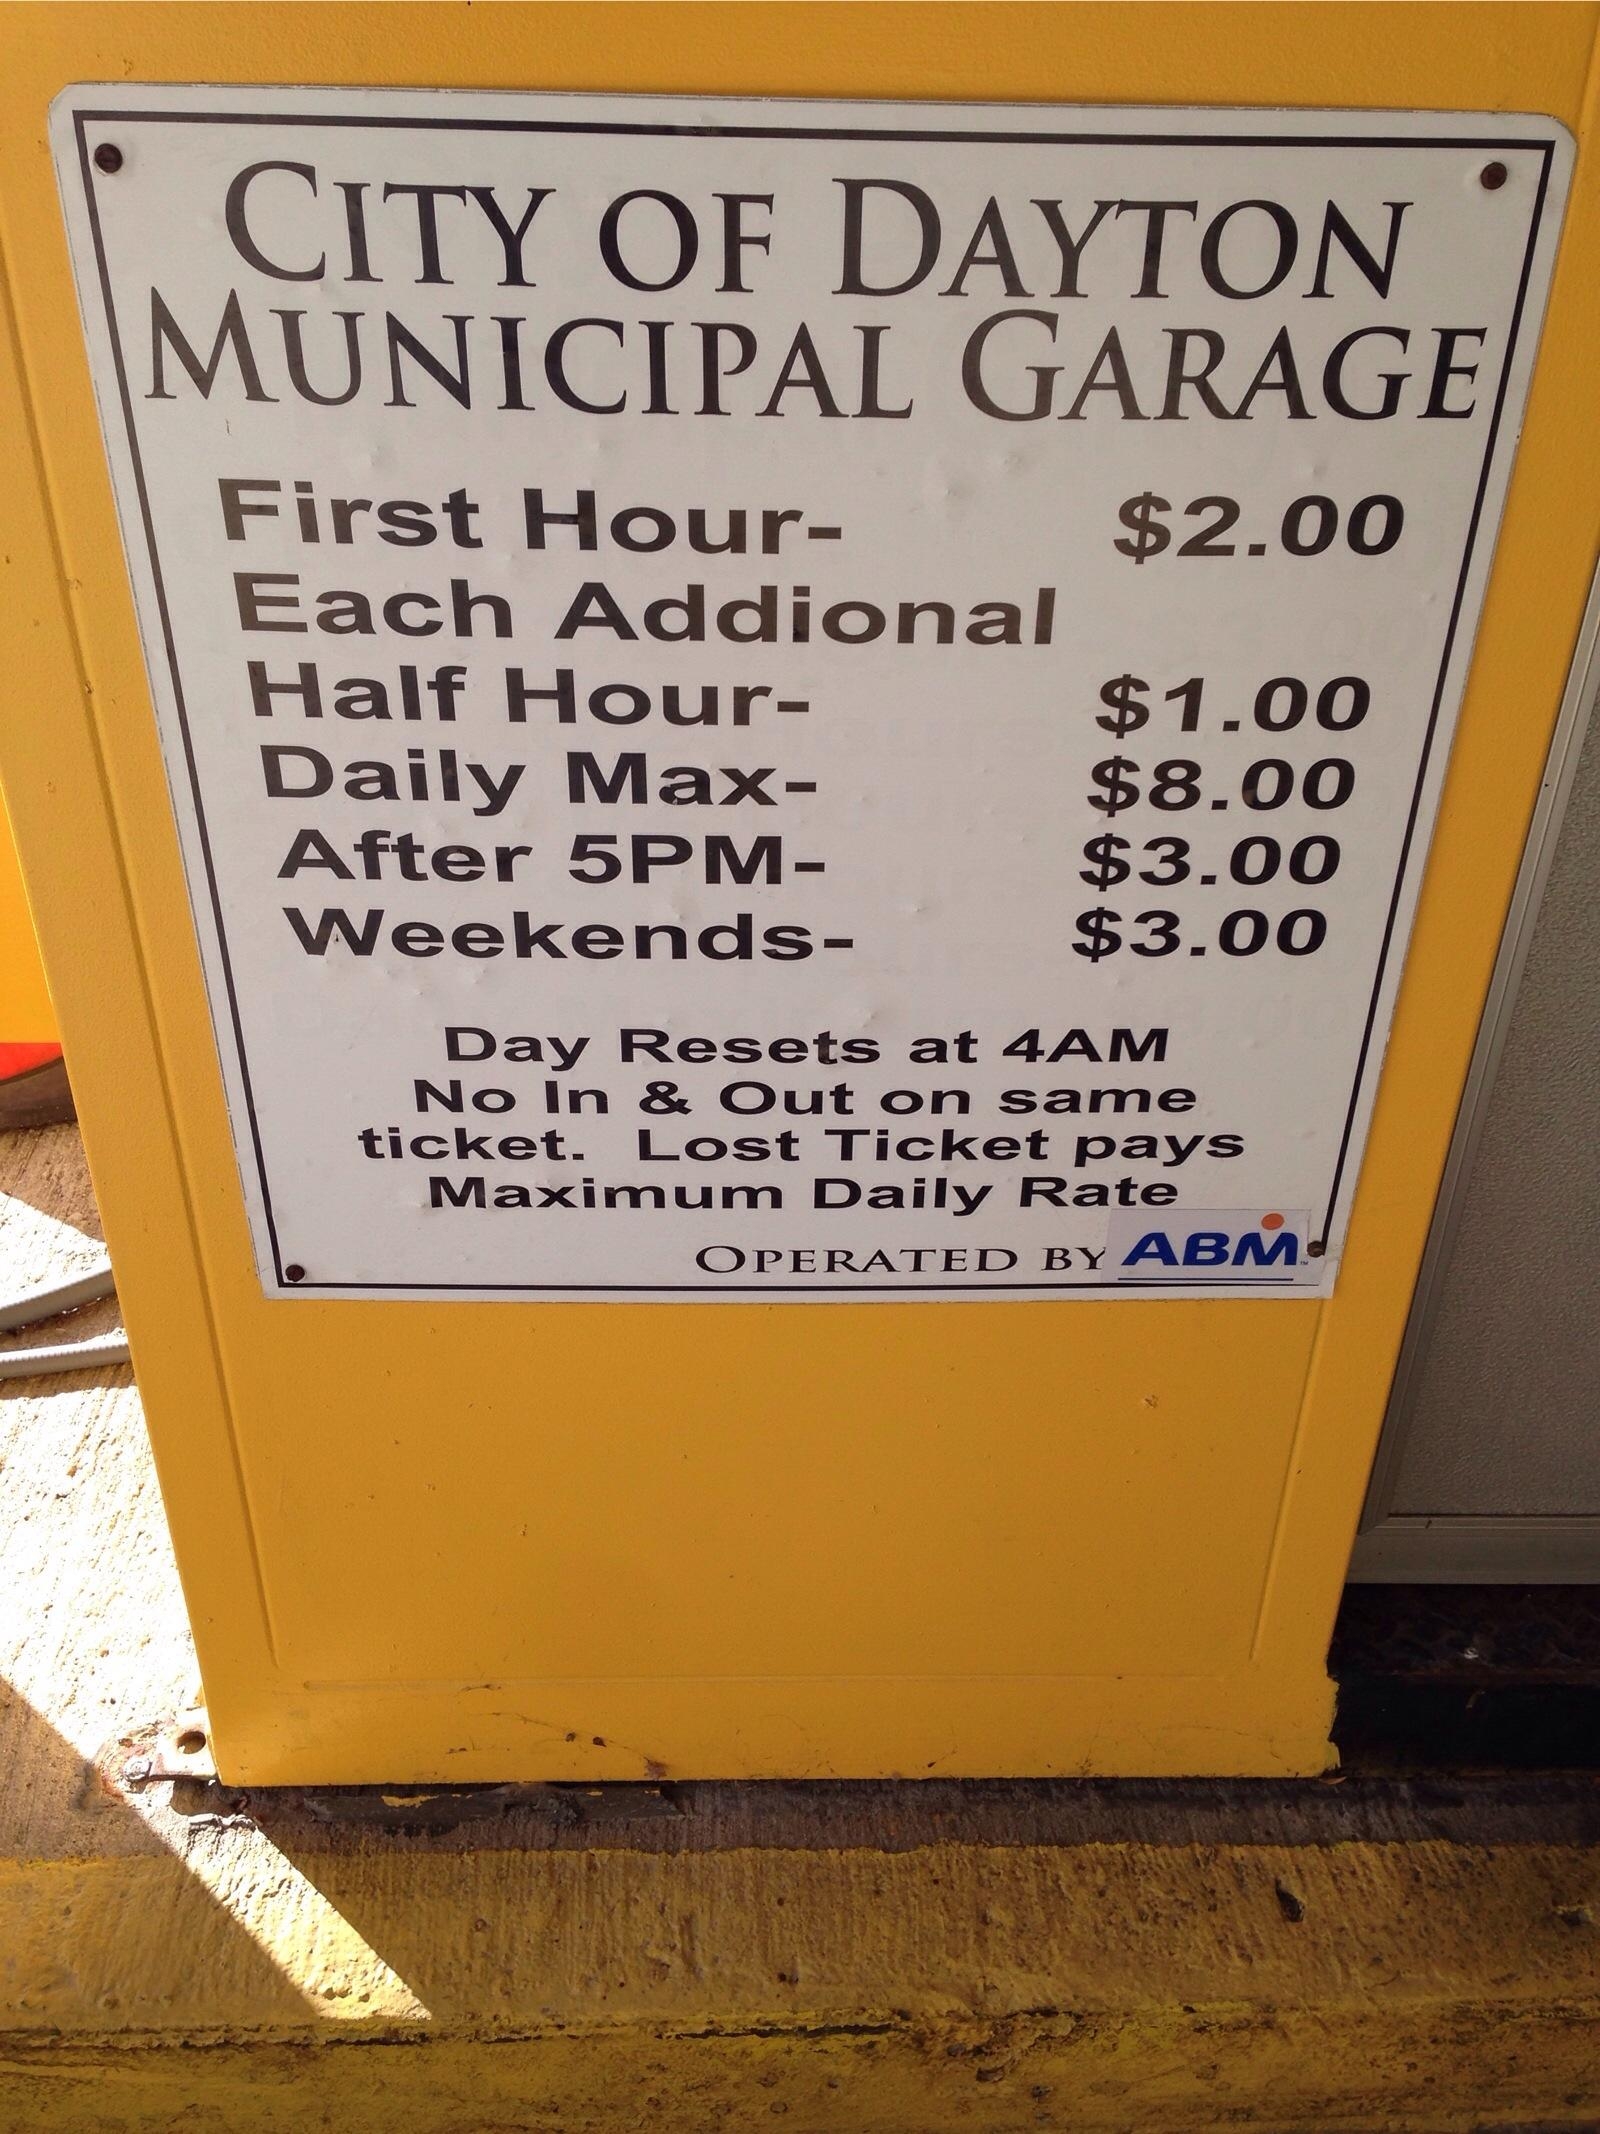 CITY OF DAYTON
MUNICIPAL GARAGE
First Hour- $2.00
Each Addional
Half Hour- $1.00
Daily Max- $8.00
After 5PM- $3.00
Weekends- $3.00
Day Resets at 4AM
No In & Out on same
ticket. Lost Ticket pays
Maximum Daily Rate
OPERATED BY ABM™